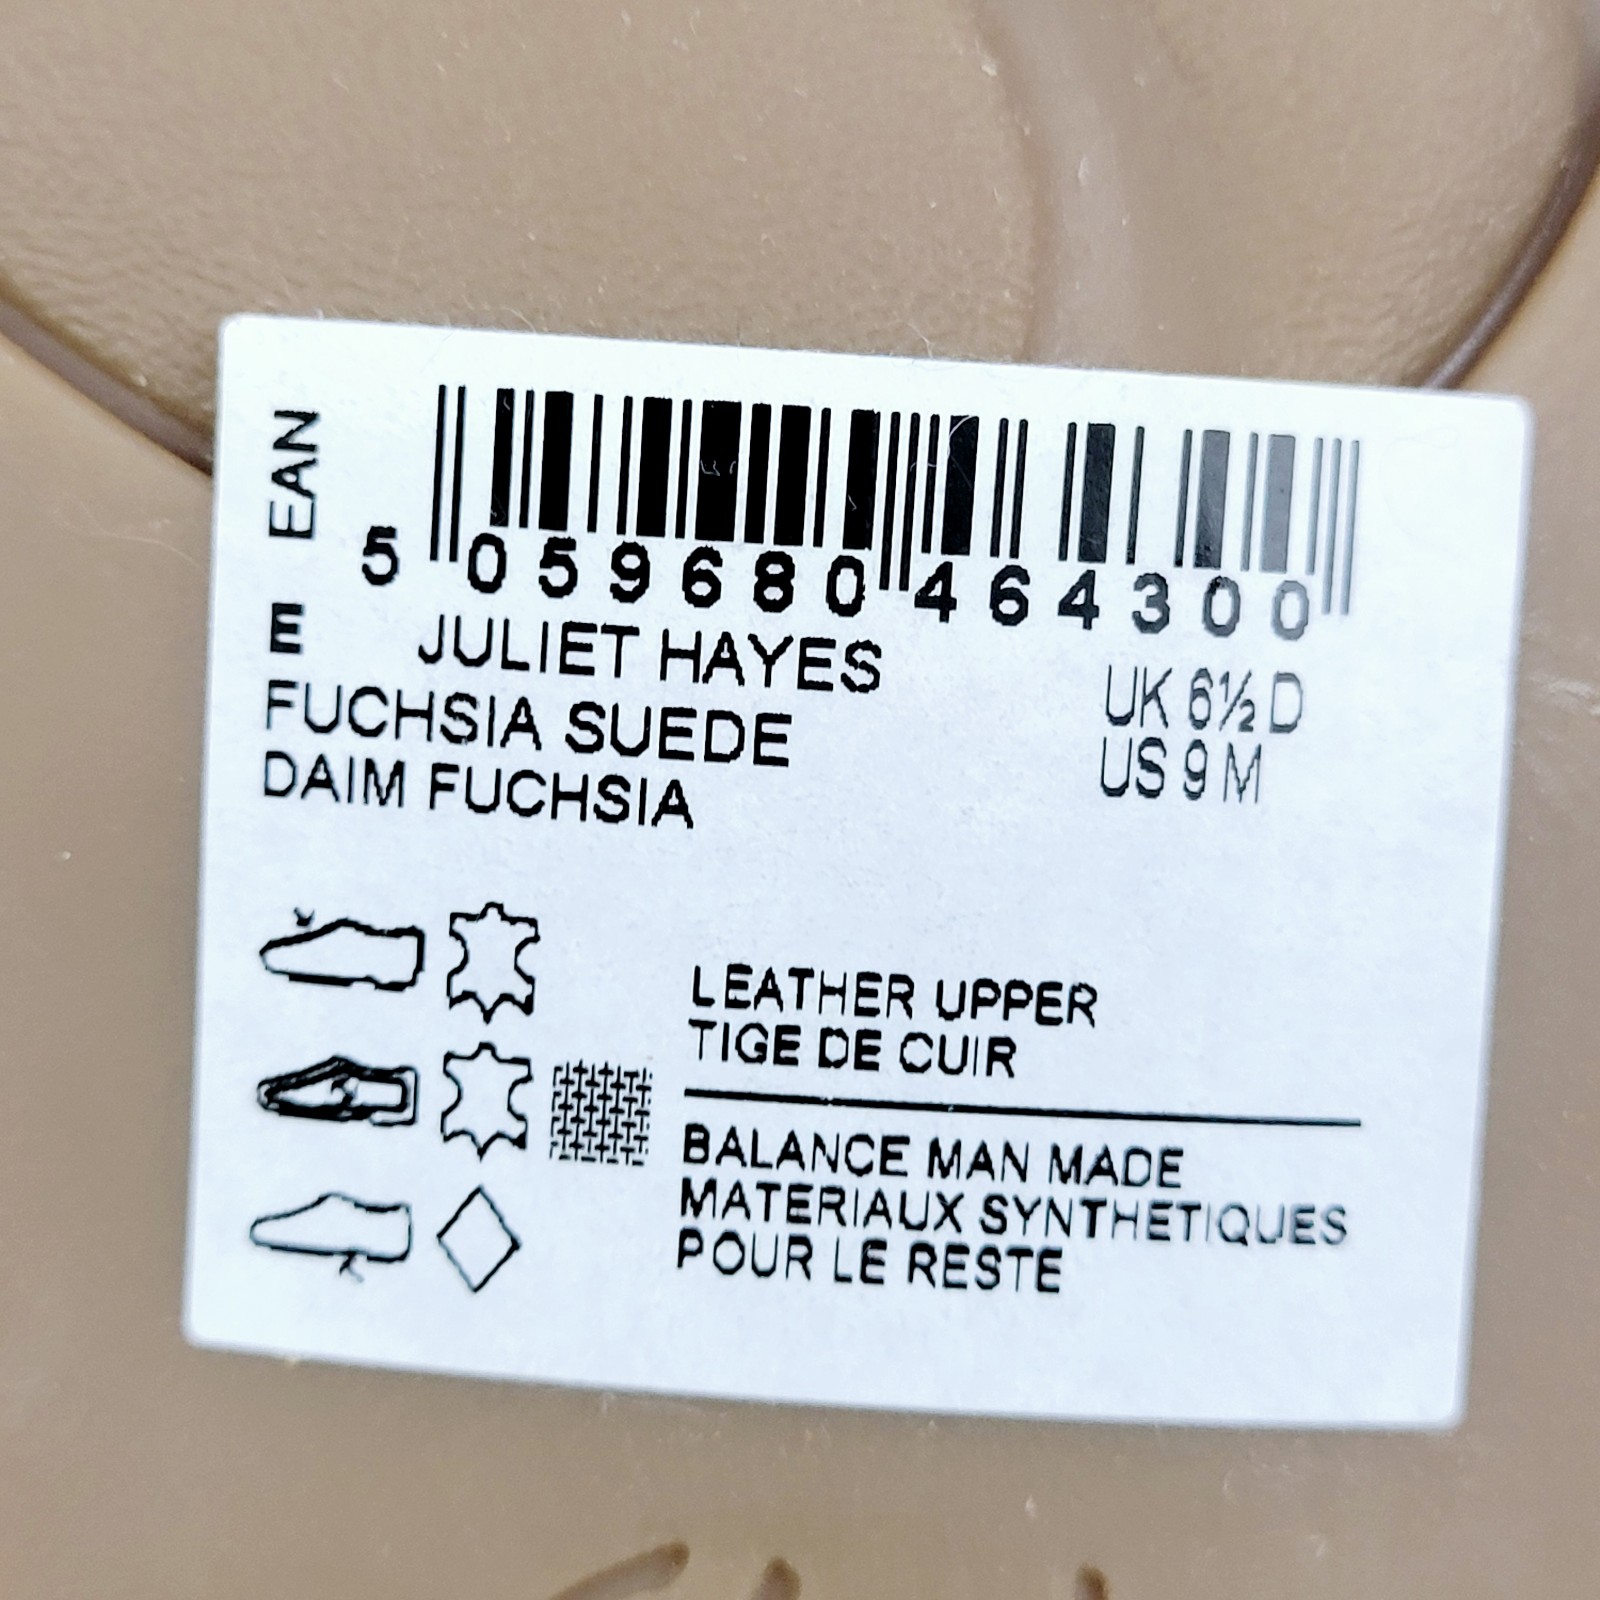 EAN
5 059680 464300
E JULIET HAYES
FUCHSIA SUEDE
DAIM FUCHSIA
UK 6½ D
US 9 M
LEATHER UPPER
TIGE DE CUIR
BALANCE MAN MADE
MATERIAUX SYNTHETIQUES
POUR LE RESTE